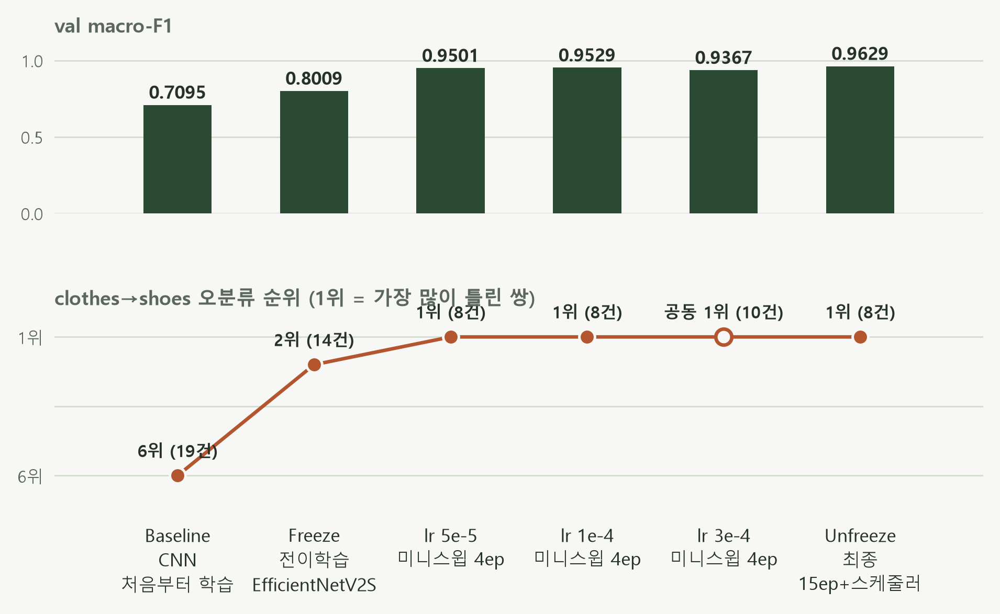 val macro-F1
1.0
0.5
0.0
0.7095
0.8009
0.9501
0.9529
0.9367
0.9629
clothes→shoes 오분류 순위 (1위 = 가장 많이 틀린 쌍)
1위
6위
6위 (19건)
2위 (14건)
1위 (8건)
1위 (8건)
공동 1위 (10건)
1위 (8건)
Baseline
CNN
처음부터 학습
Freeze
전이학습
EfficientNetV2S
lr 5e-5
미니스윕 4ep
lr 1e-4
미니스윕 4ep
lr 3e-4
미니스윕 4ep
Unfreeze
최종
15ep+스케줄러